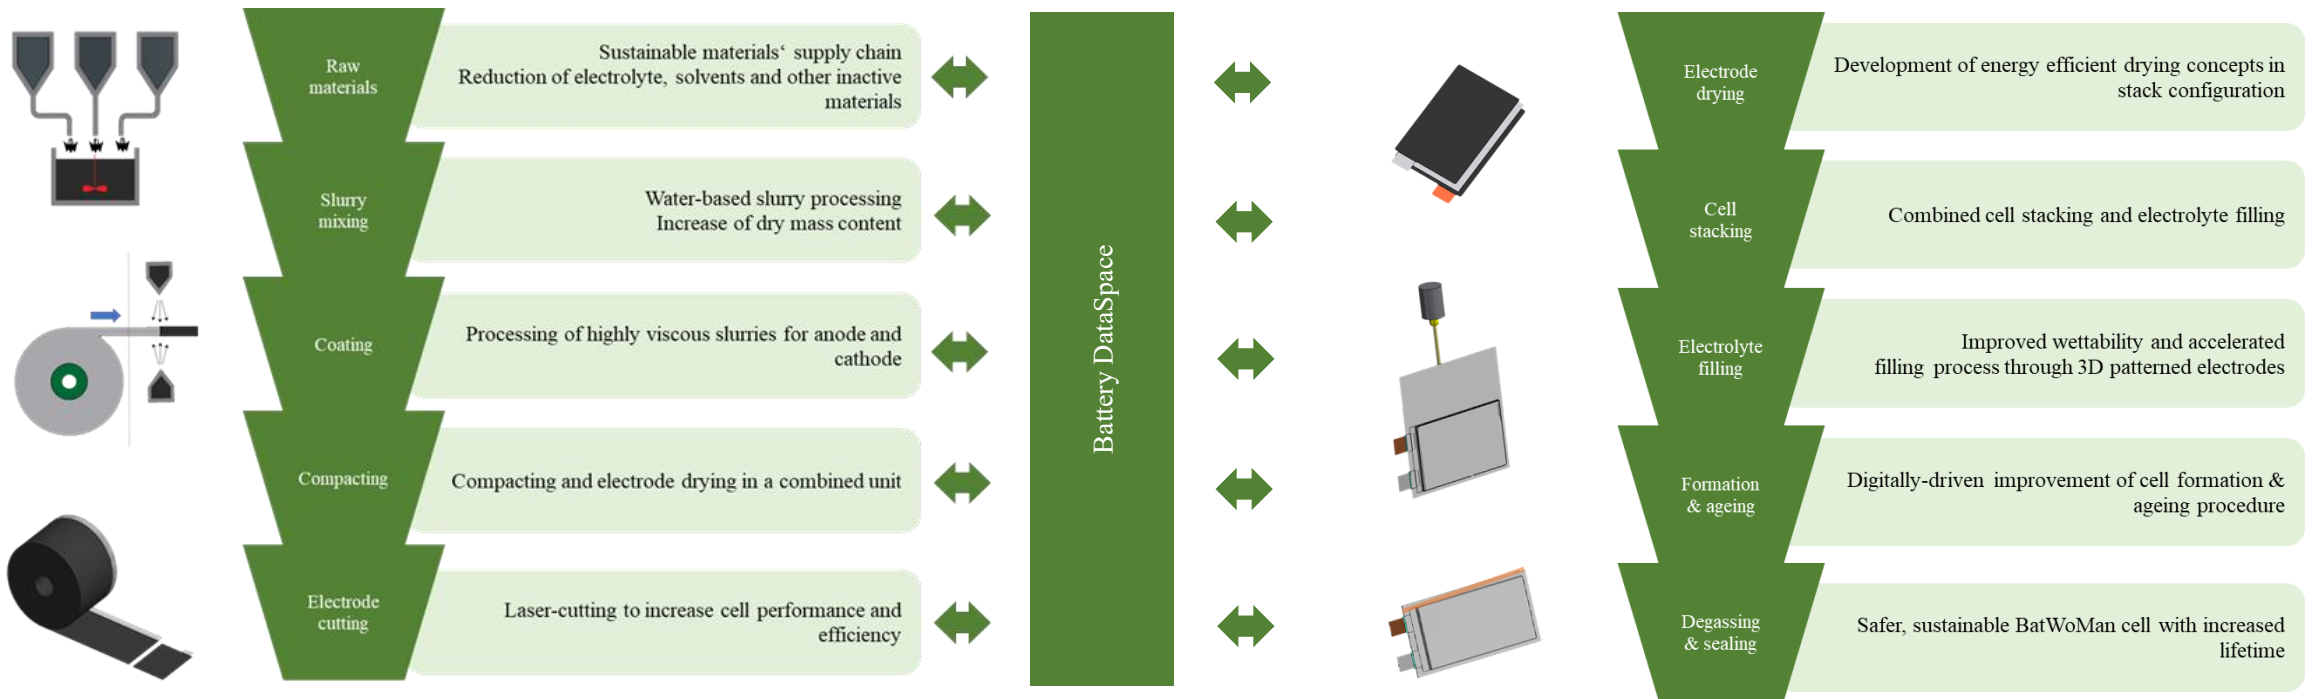 Raw
materials
Sustainable materials‘ supply chain
Reduction of electrolyte, solvents and other inactive
materials
Slurry
mixing
Water-based slurry processing
Increase of dry mass content
Coating
Processing of highly viscous slurries for anode and
cathode
Compacting
Compacting and electrode drying in a combined unit
Electrode
cutting
Laser-cutting to increase cell performance and
efficiency
Battery DataSpace
Electrode
drying
Development of energy efficient drying concepts in
stack configuration
Cell
stacking
Combined cell stacking and electrolyte filling
Electrolyte
filling
Improved wettability and accelerated
filling process through 3D patterned electrodes
Formation
& ageing
Digitally-driven improvement of cell formation &
ageing procedure
Degassing
& sealing
Safer, sustainable BatWoMan cell with increased
lifetime